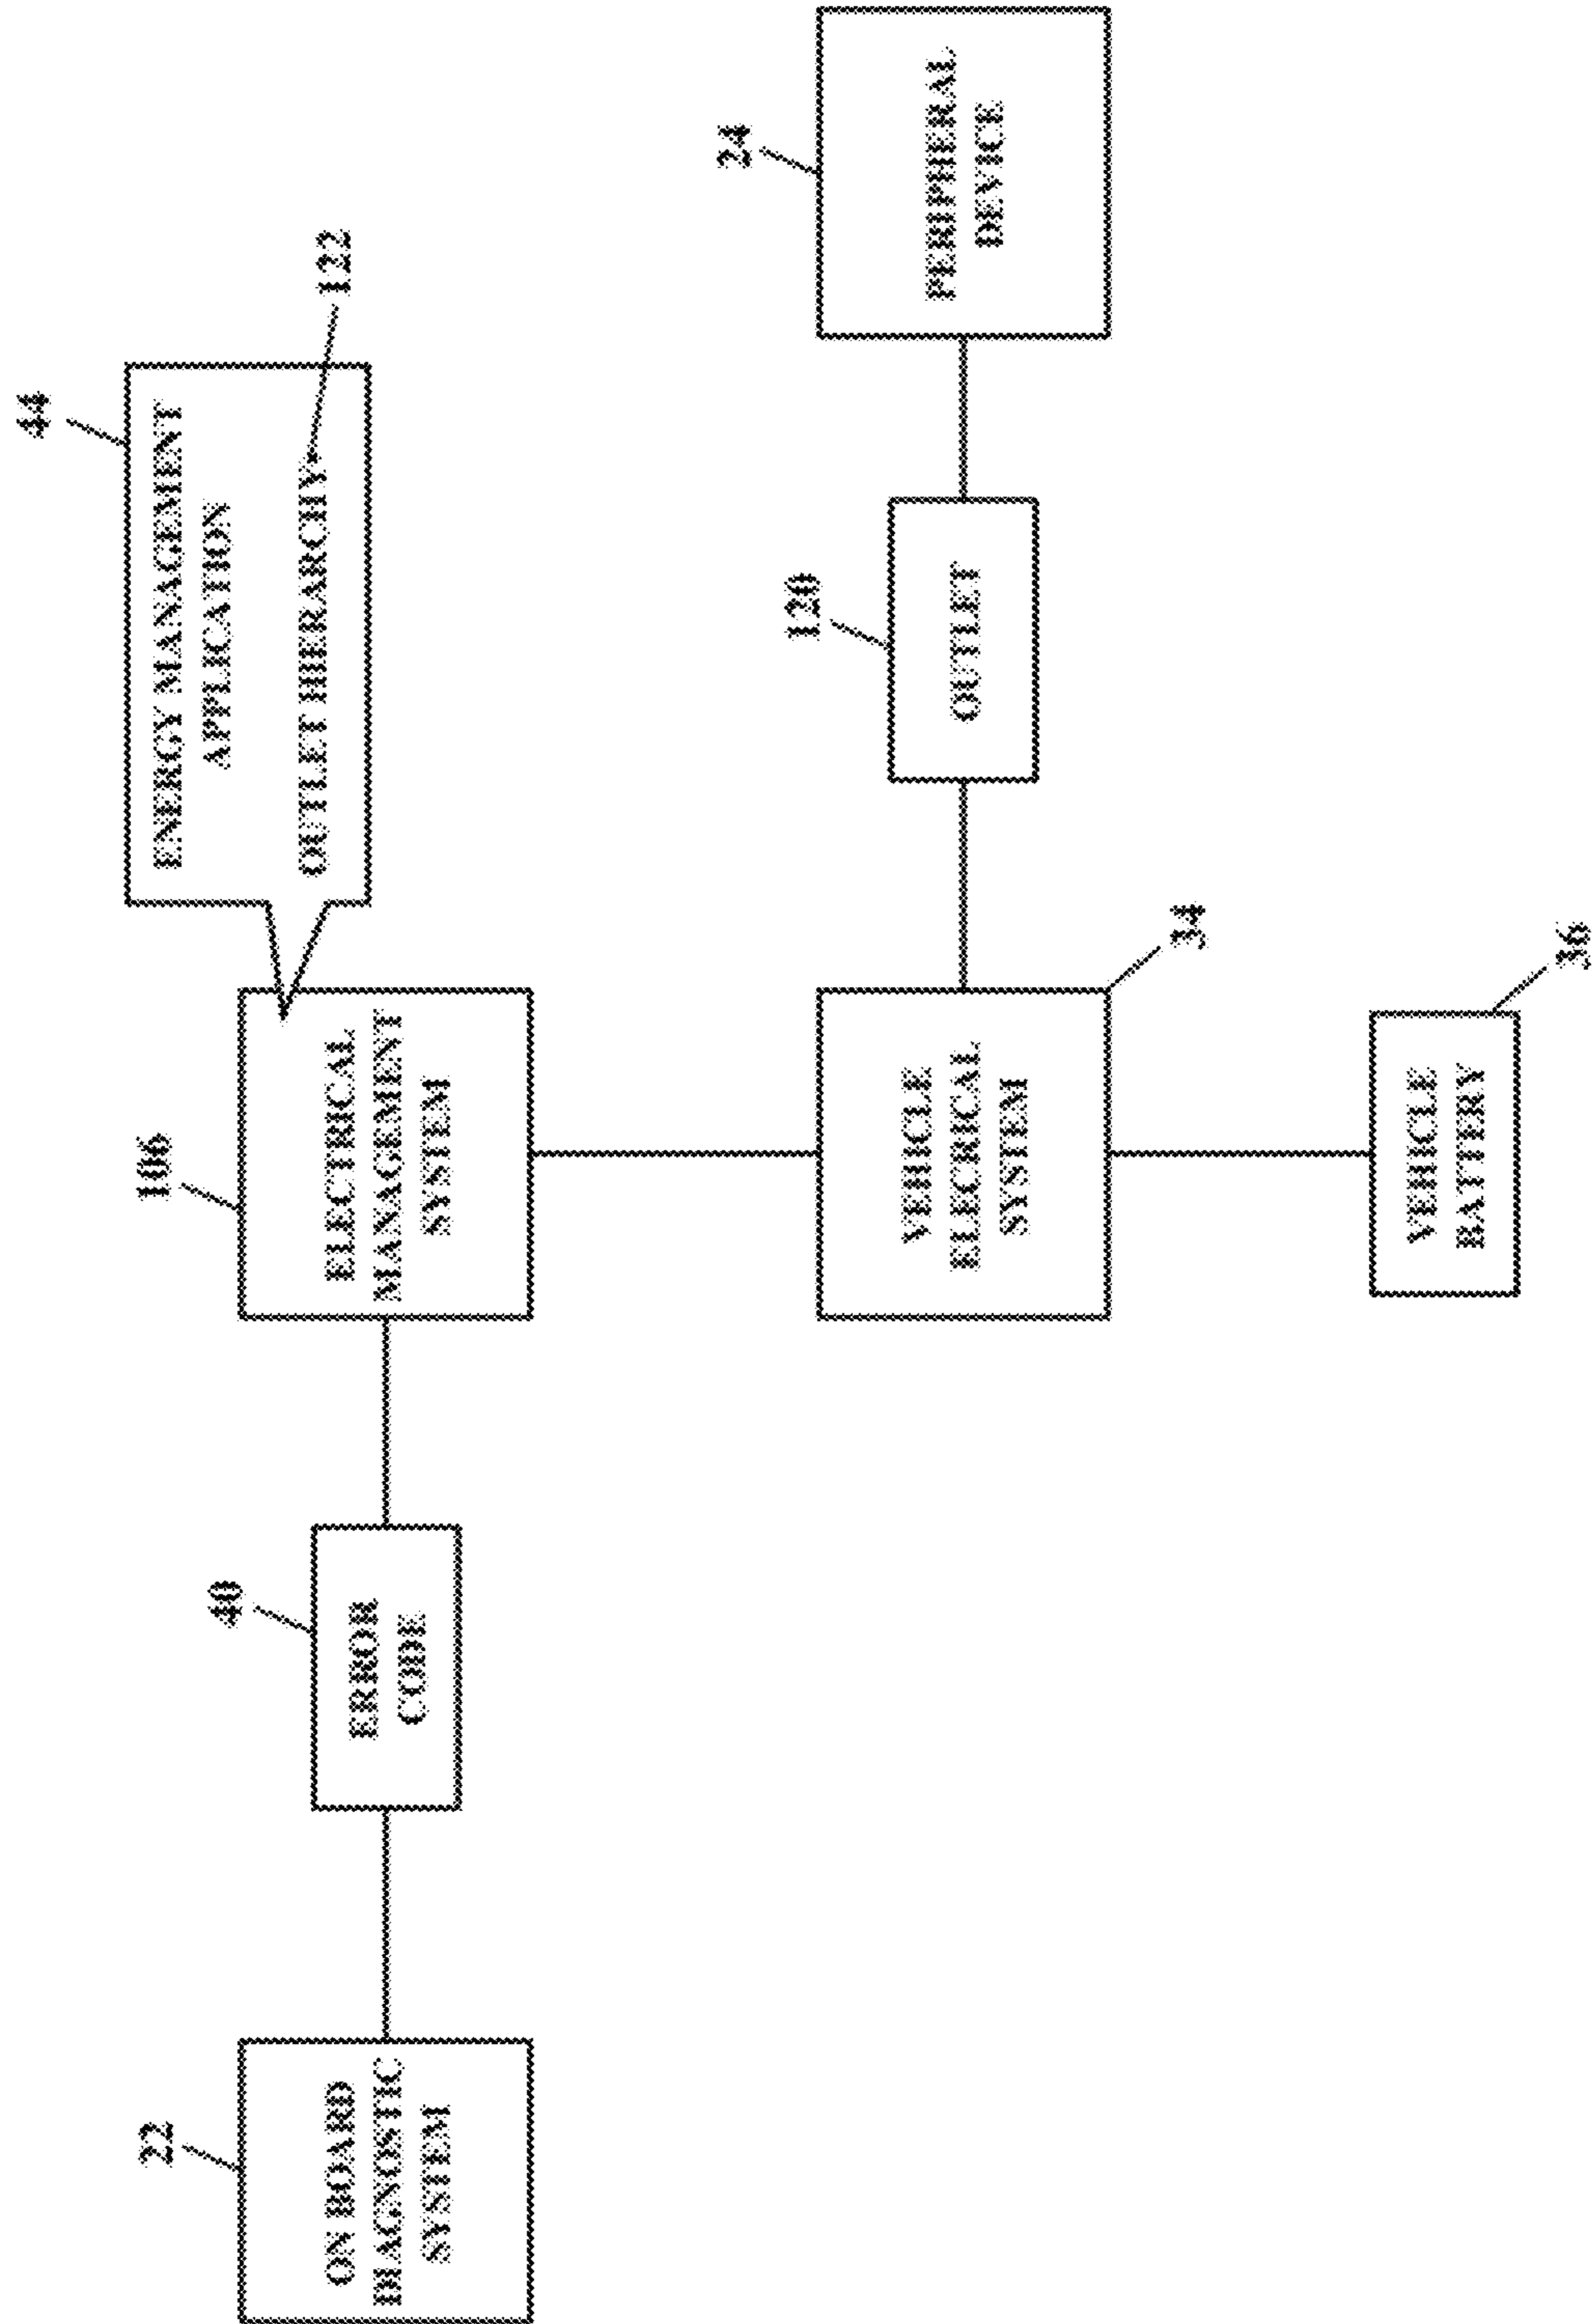 44
ENERGY MANAGEMENT
APPLICATION
OUTLET HIERARCHY
122
22
ON BOARD
DIAGNOSTIC
SYSTEM
40
ERROR
CODE
106
ELECTRICAL
MANAGEMENT
SYSTEM
24
PERIPHERAL
DEVICE
120
OUTLET
VEHICLE
ELECRICAL
SYSTEM
34
VEHICLE
BATTERY
36